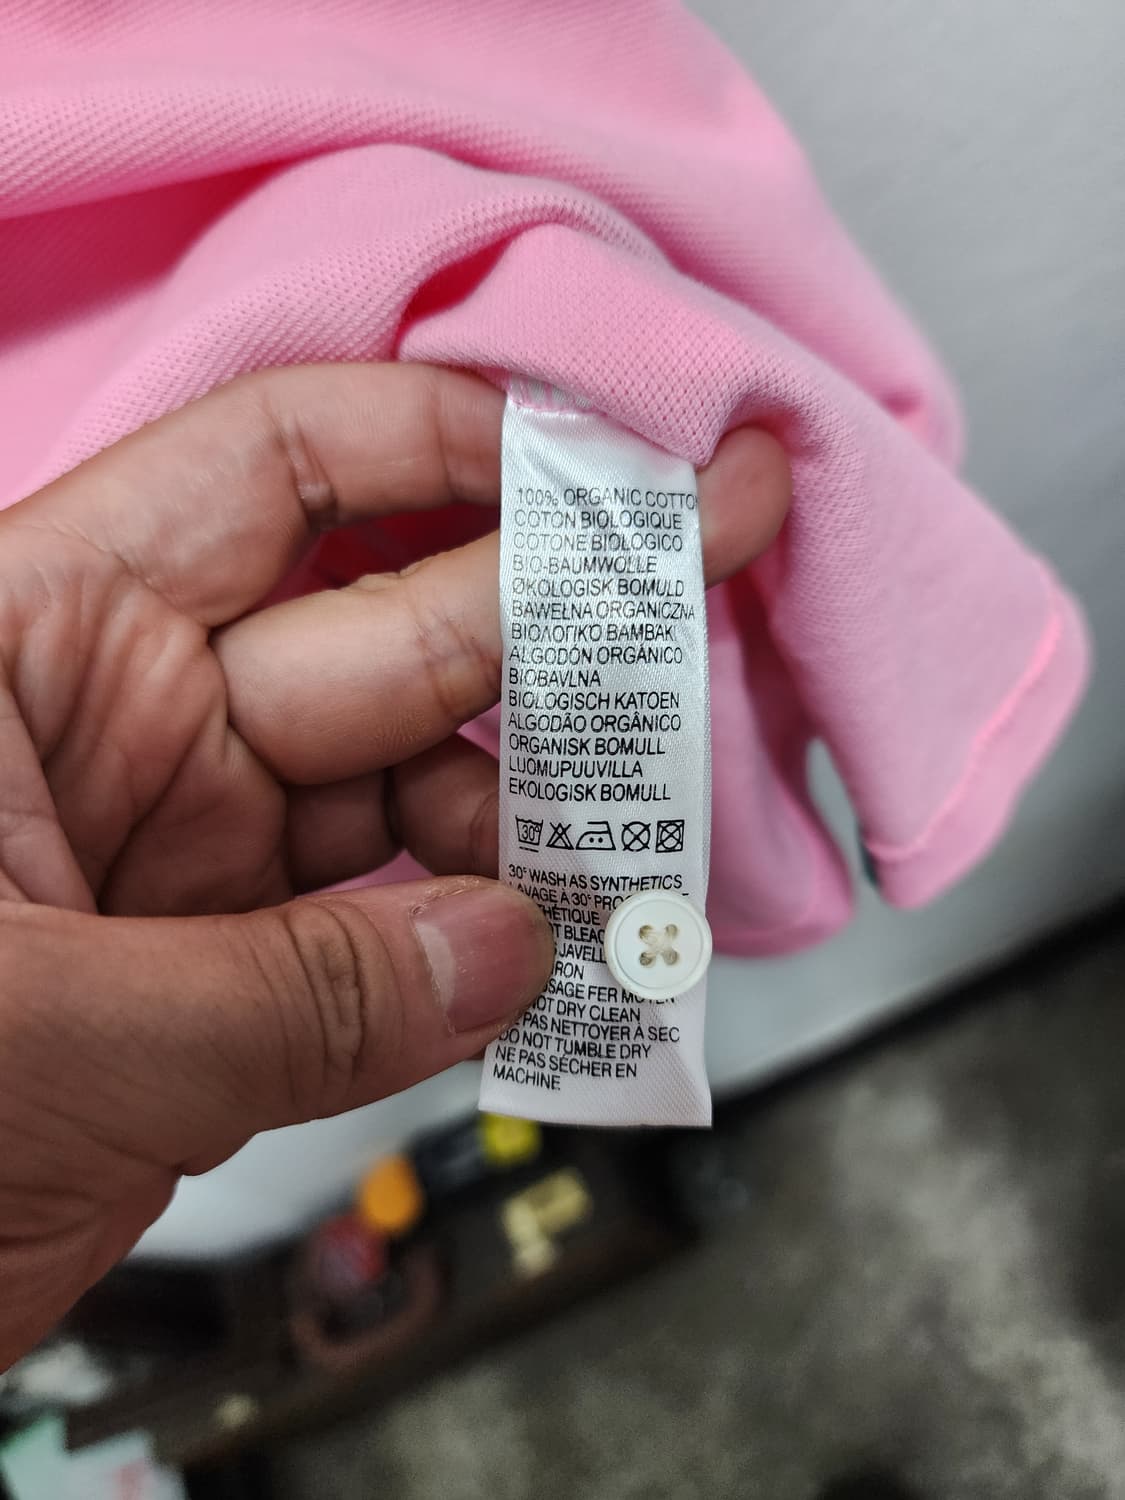 100% ORGANIC COTTO
COTON BIOLOGIQUE
COTONE BIOLOGICO
BIO-BAUMWOLLE
ØKOLOGISK BOMULD
BAWEŁNA ORGANICZNA
ΒΙΟΛΟΓΙΚΌ ΒΑΜΒΑΚΙ
ALGODÓN ORGÁNICO
BIOBAVLNA
BIOLOGISCH KATOEN
ALGODÃO ORGÂNICO
ORGANISK BOMULL
LUOMUPUUVILLA
EKOLOGISK BOMULL
30°
30° WASH AS SYNTHETICS
LAVAGE À 30°
DRY CLEAN
PAS NETTOYER À SEC
DO NOT TUMBLE DRY
NE PAS SÉCHER EN
MACHINE